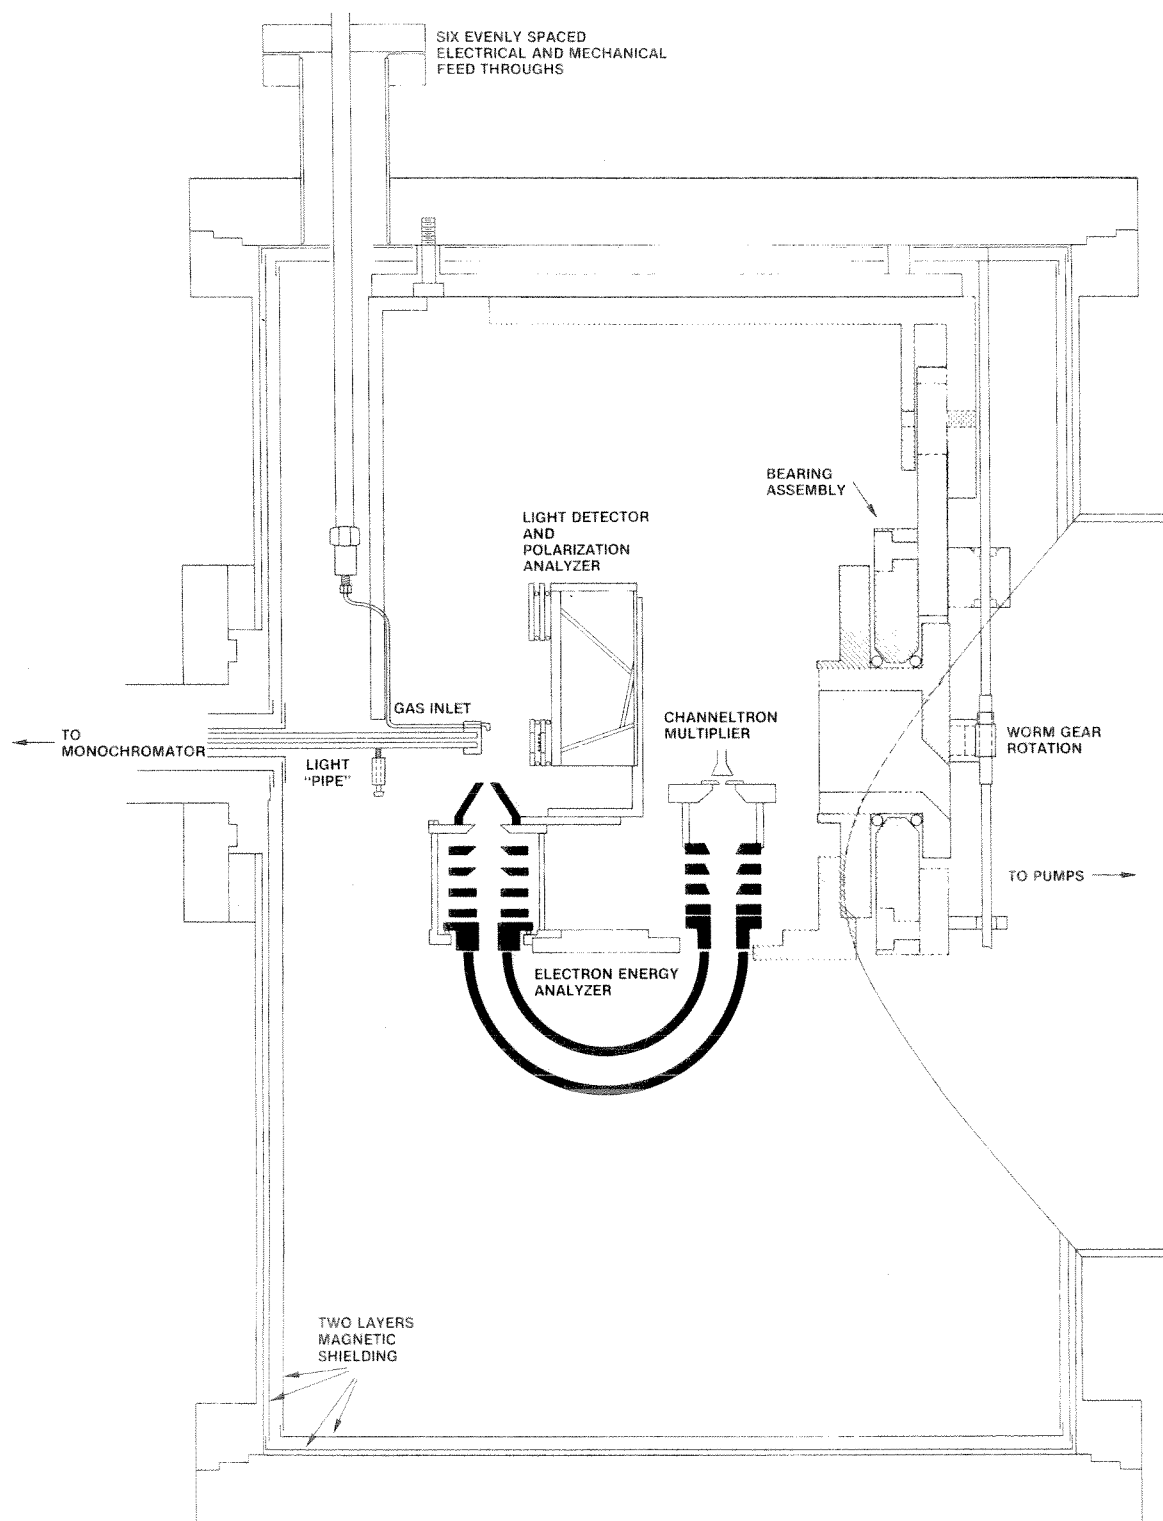 SIX EVENLY SPACED
ELECTRICAL AND MECHANICAL
FEED THROUGHS
BEARING
ASSEMBLY
LIGHT DETECTOR
AND
POLARIZATION
ANALYZER
GAS INLET
CHANNELTRON
MULTIPLIER
TO
MONOCHROMATOR
WORM GEAR
ROTATION
LIGHT
"PIPE"
TO PUMPS
ELECTRON ENERGY
ANALYZER
TWO LAYERS
MAGNETIC
SHIELDING